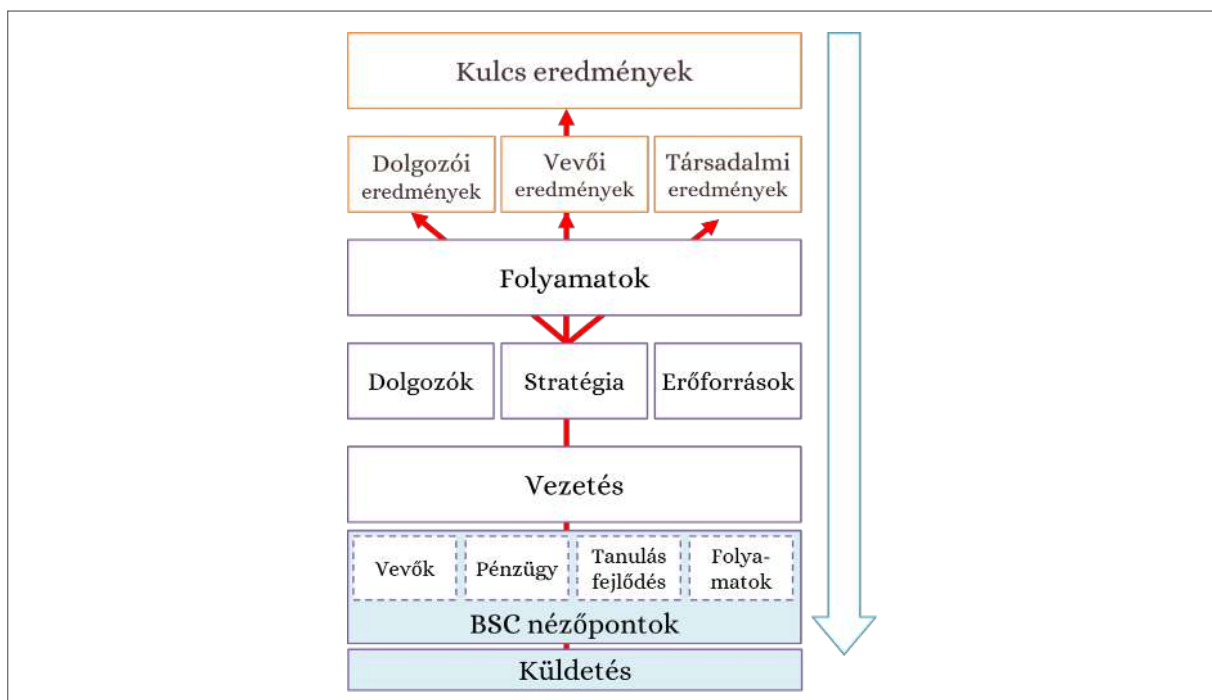 Kulcs eredmények
Dolgozói
eredmények
Vevői
eredmények
Társadalmi
eredmények
Folyamatok
Dolgozók
Stratégia
Erőforrások
Vezetés
Vevők
Pénzügy
Tanulás
fejlődés
Folya-
matok
BSC nézőpontok
Küldetés